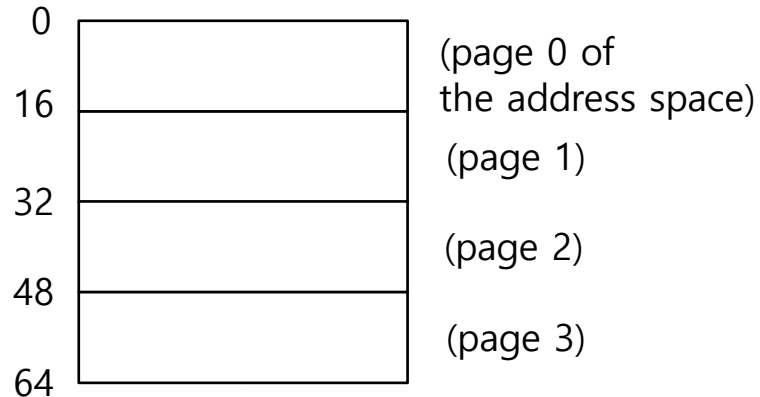 0
(page 0 of
the address space)
16
(page 1)
32
(page 2)
48
(page 3)
64